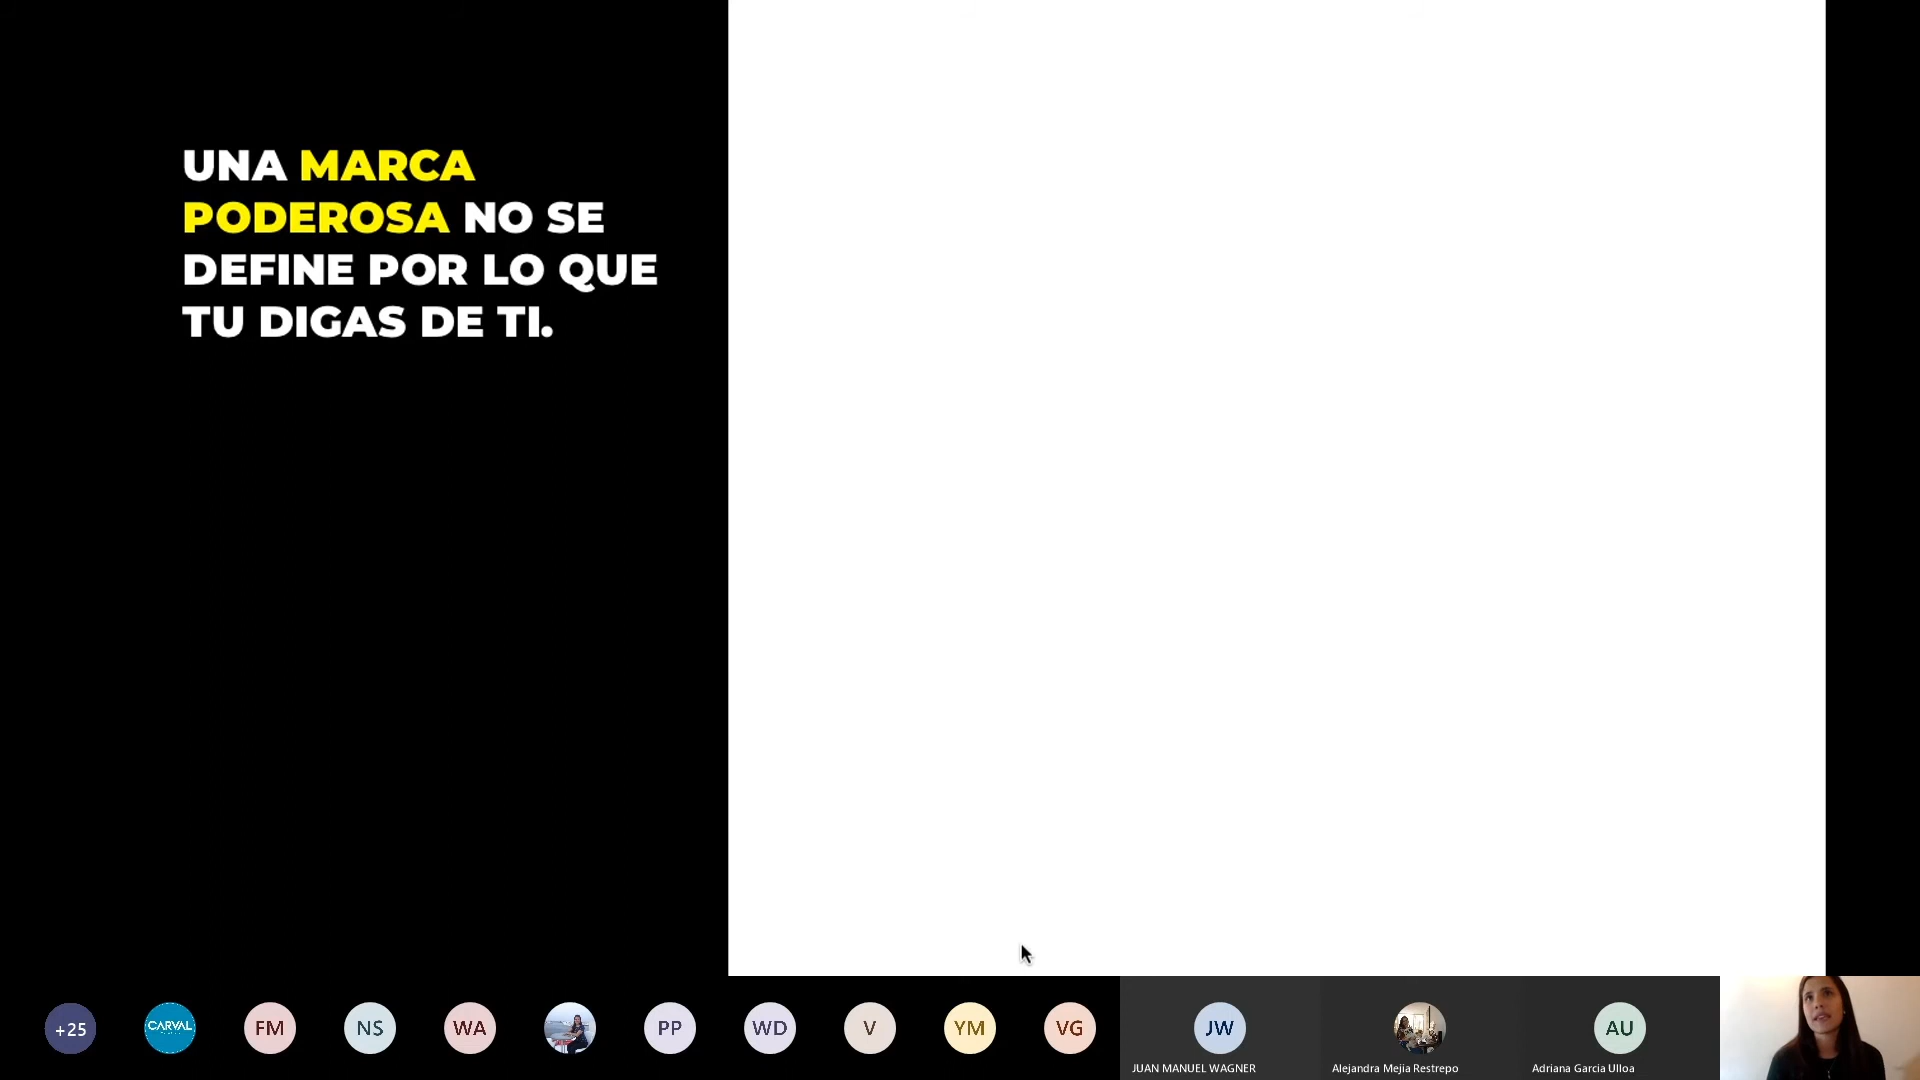 UNA MARCA
PODEROSA NO SE
DEFINE POR LO QUE
TU DIGAS DE TI.
+25
CARVAL
FM
NS
WA
PP
WD
V
YM
VG
JW
AU
JUAN MANUEL WAGNER
Alejandra Mejia Restrepo
Adriana Garcia Ulloa